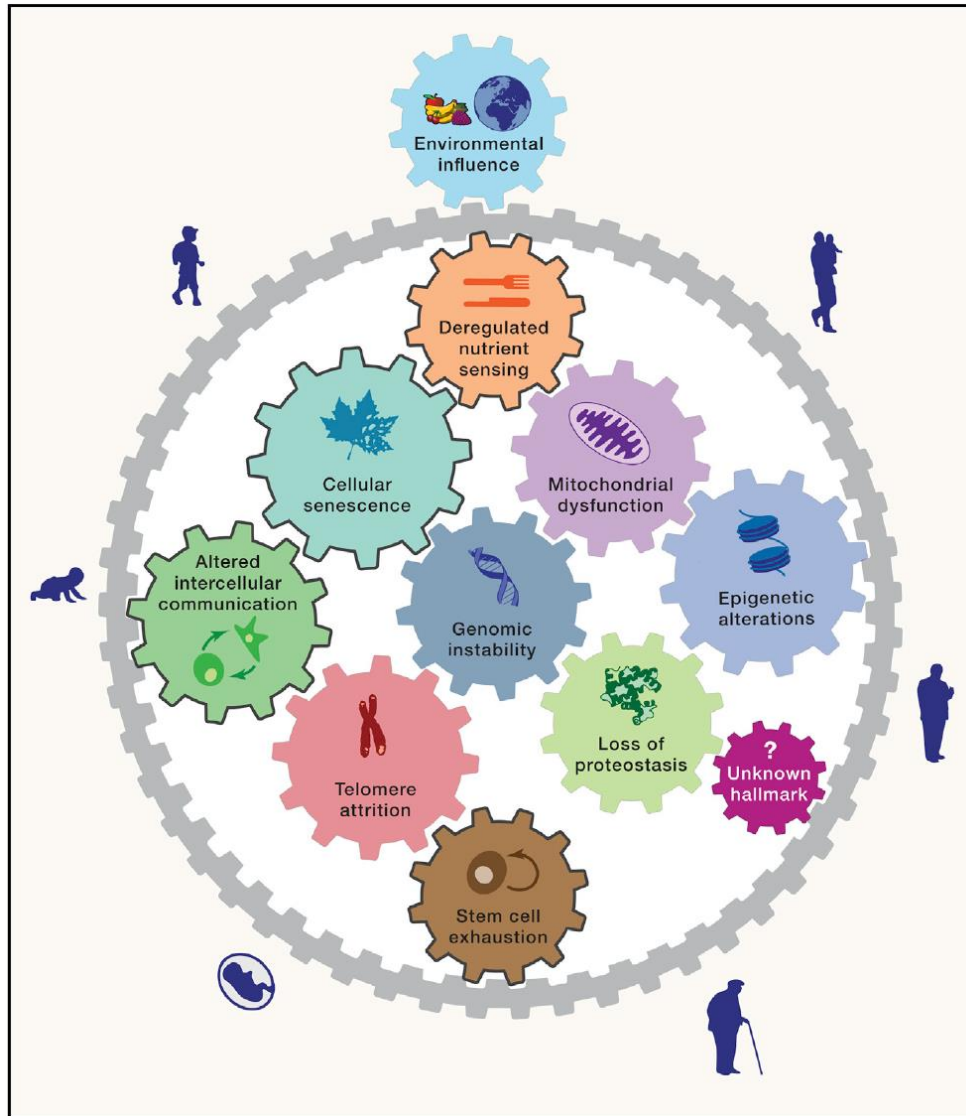 Environmental
influence
Deregulated
nutrient
sensing
Cellular
senescence
Mitochondrial
dysfunction
Altered
intercellular
communication
Genomic
instability
Epigenetic
alterations
Telomere
attrition
Loss of
proteostasis
?
Unknown
hallmark
Stem cell
exhaustion